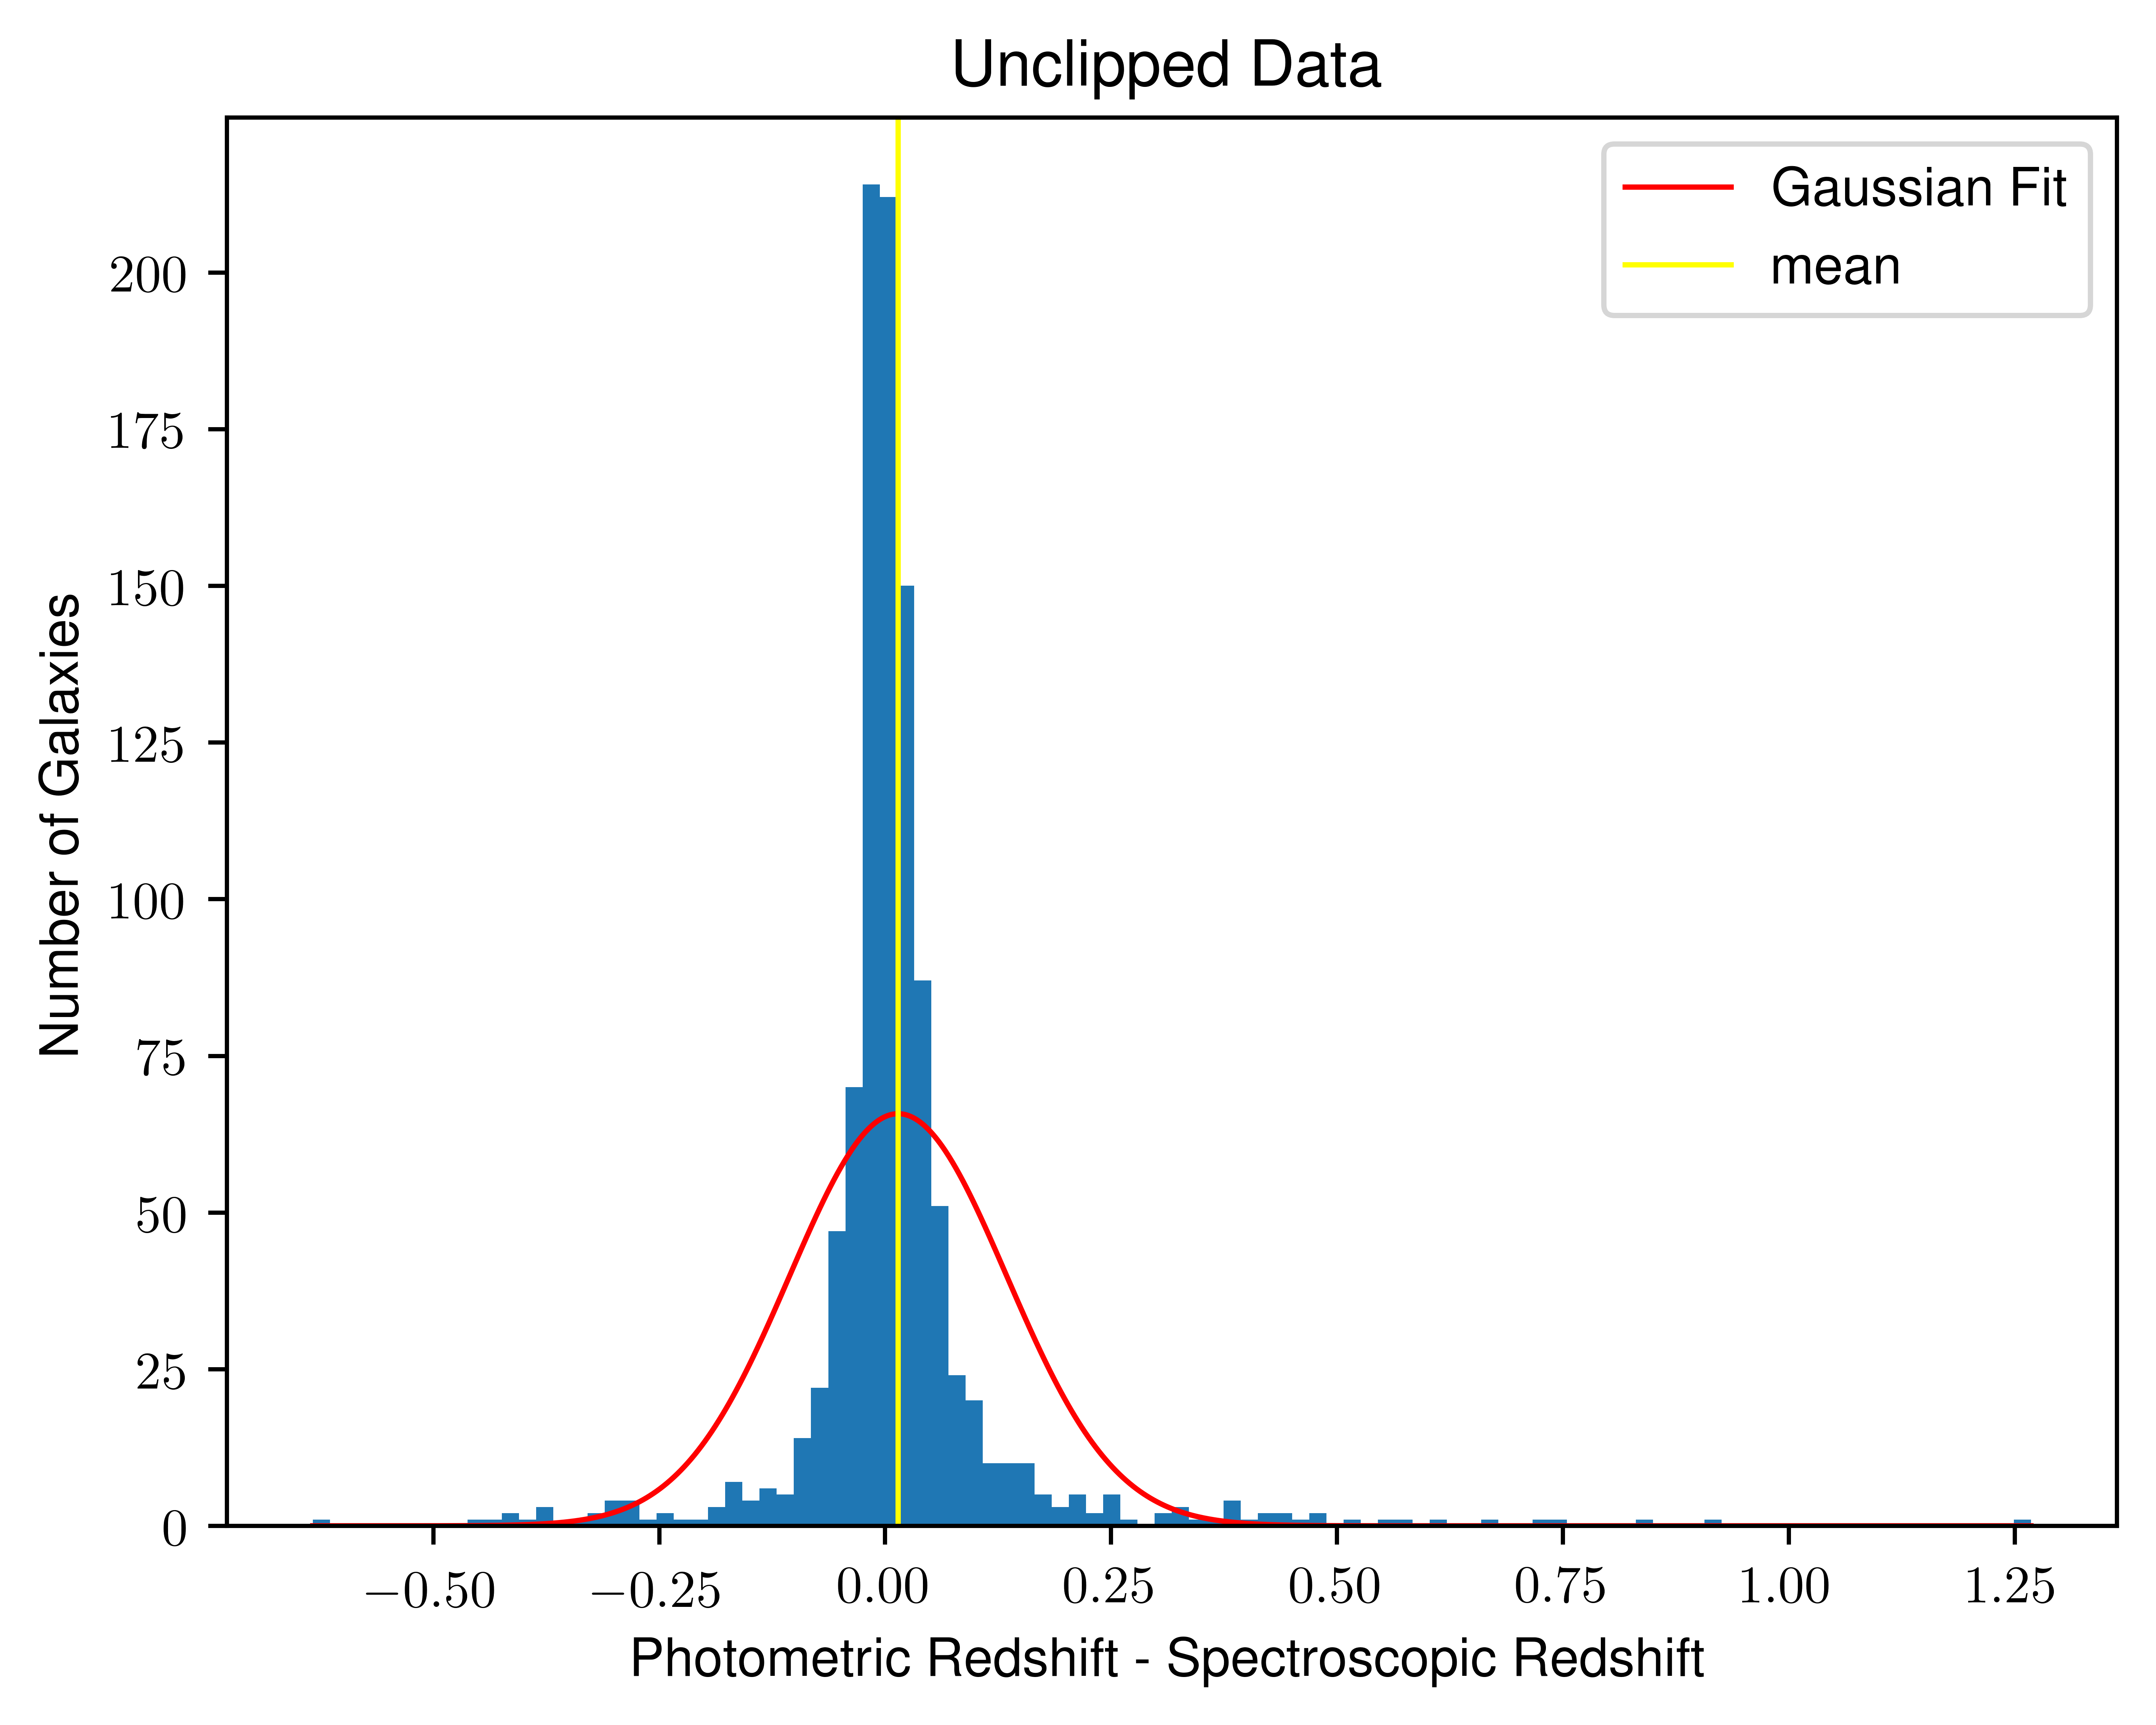 Unclipped Data
Gaussian Fit
mean
Number of Galaxies
200
175
150
125
100
75
50
25
0
−0.50 −0.25 0.00 0.25 0.50 0.75 1.00 1.25
Photometric Redshift - Spectroscopic Redshift